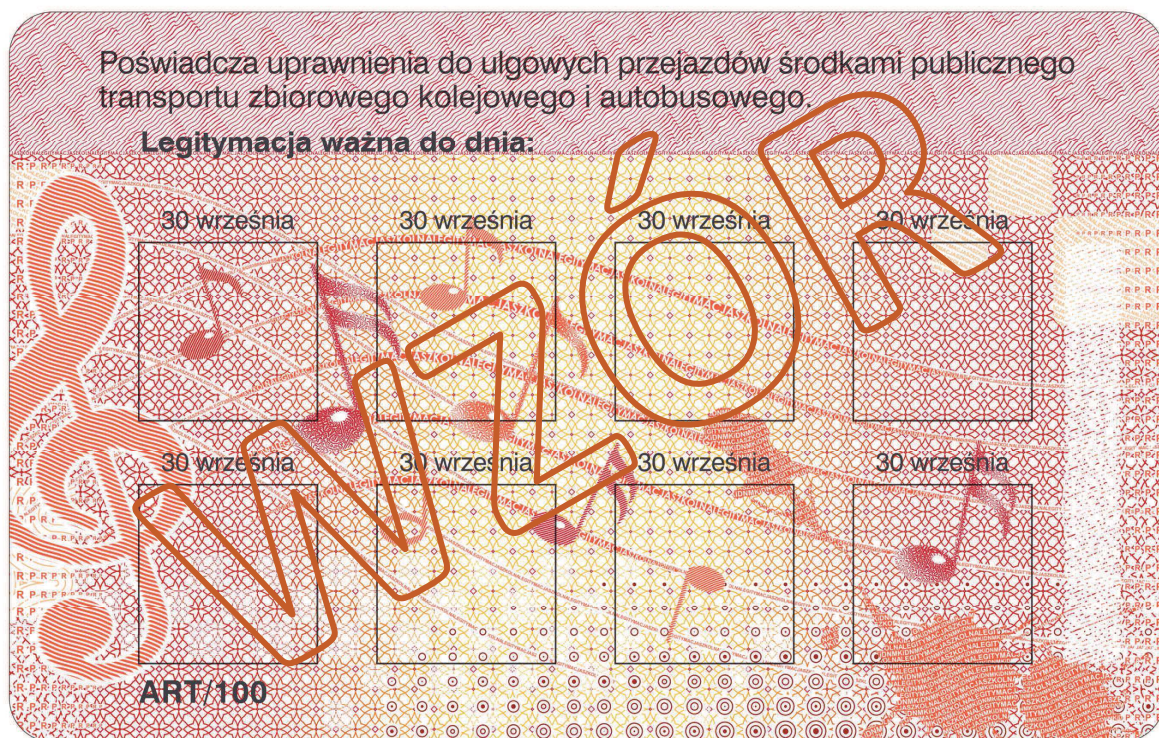 Poświadcza uprawnienia do ulgowych przejazdów środkami publicznego
transportu zbiorowego kolejowego i autobusowego.
Legitymacja ważna do dnia:
30 września 30 września 30 września 30 września
30 września 30 września 30 września 30 września
WZÓR
ART/100